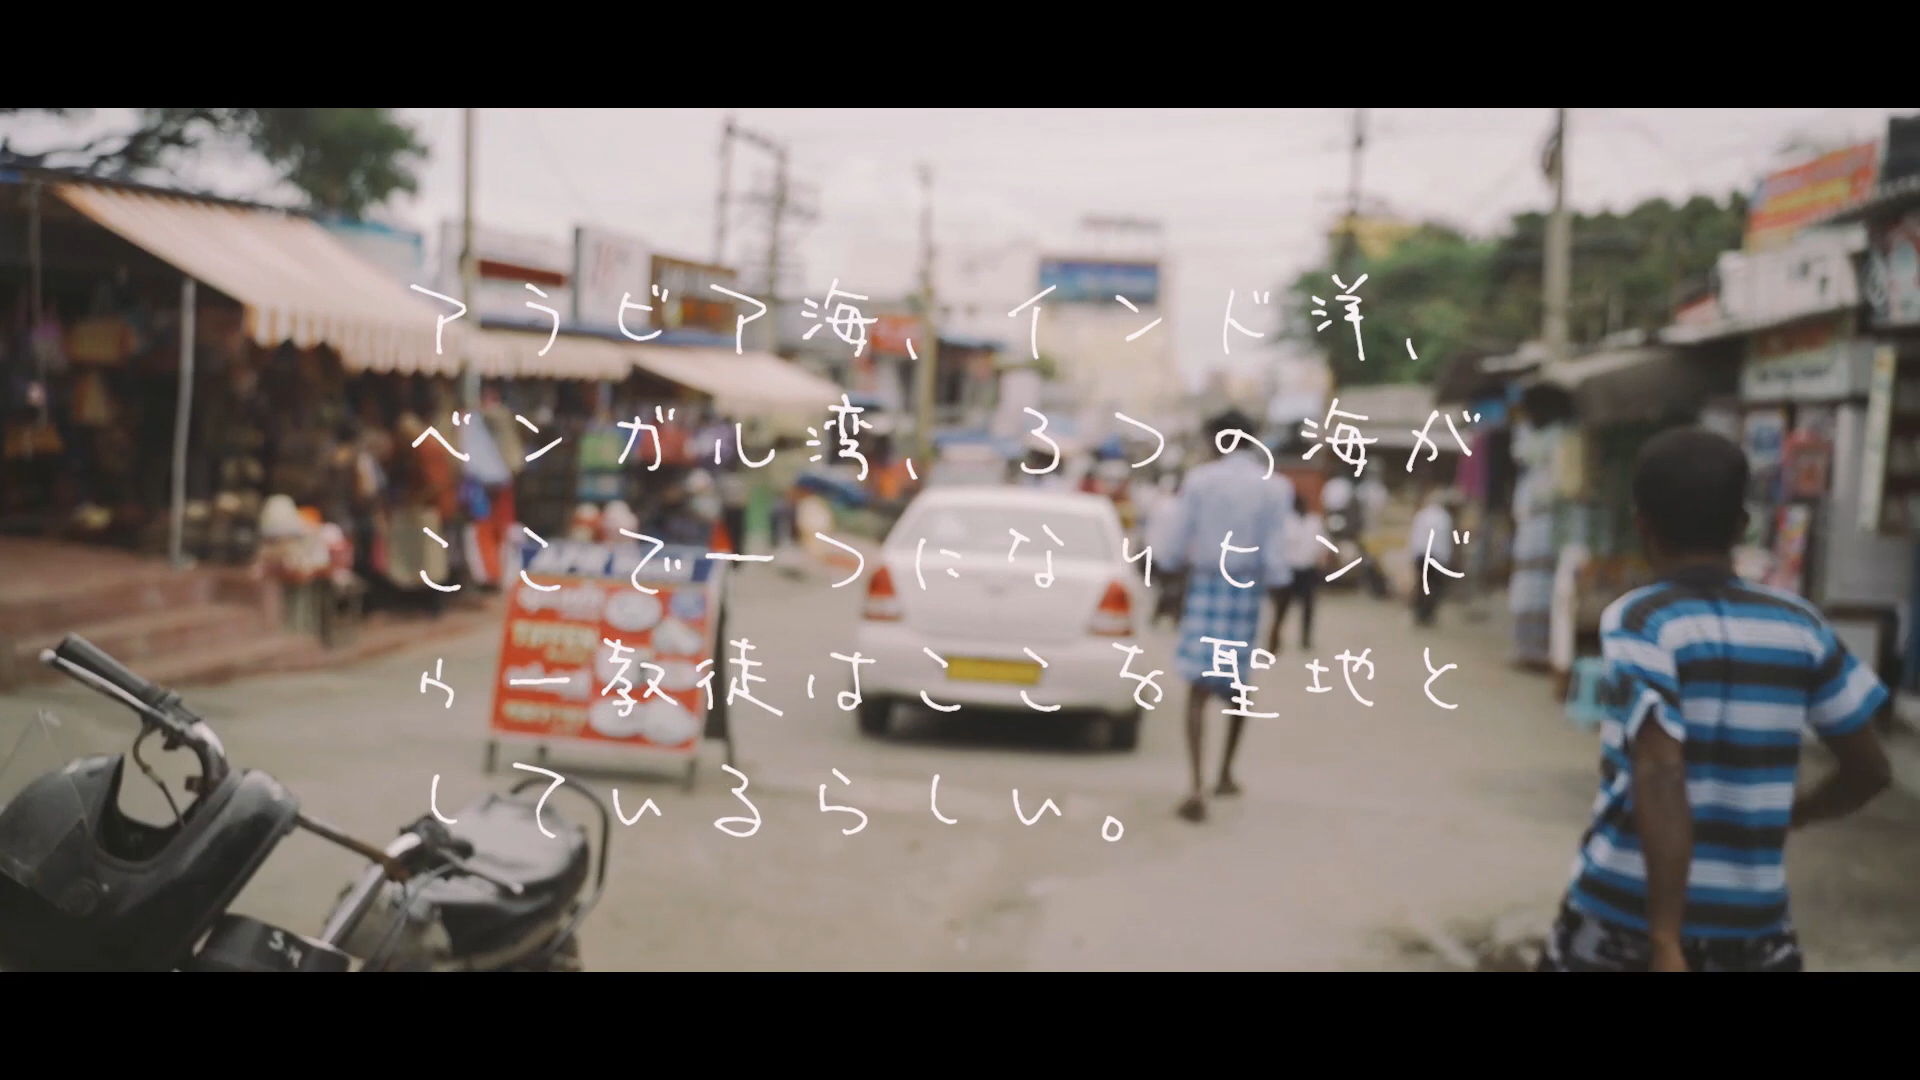 アラビア海、インド洋、
ベンガル湾、3つの海が
ここで一つになりヒンド
ゥー教徒はここを聖地と
しているらしい。
S.M